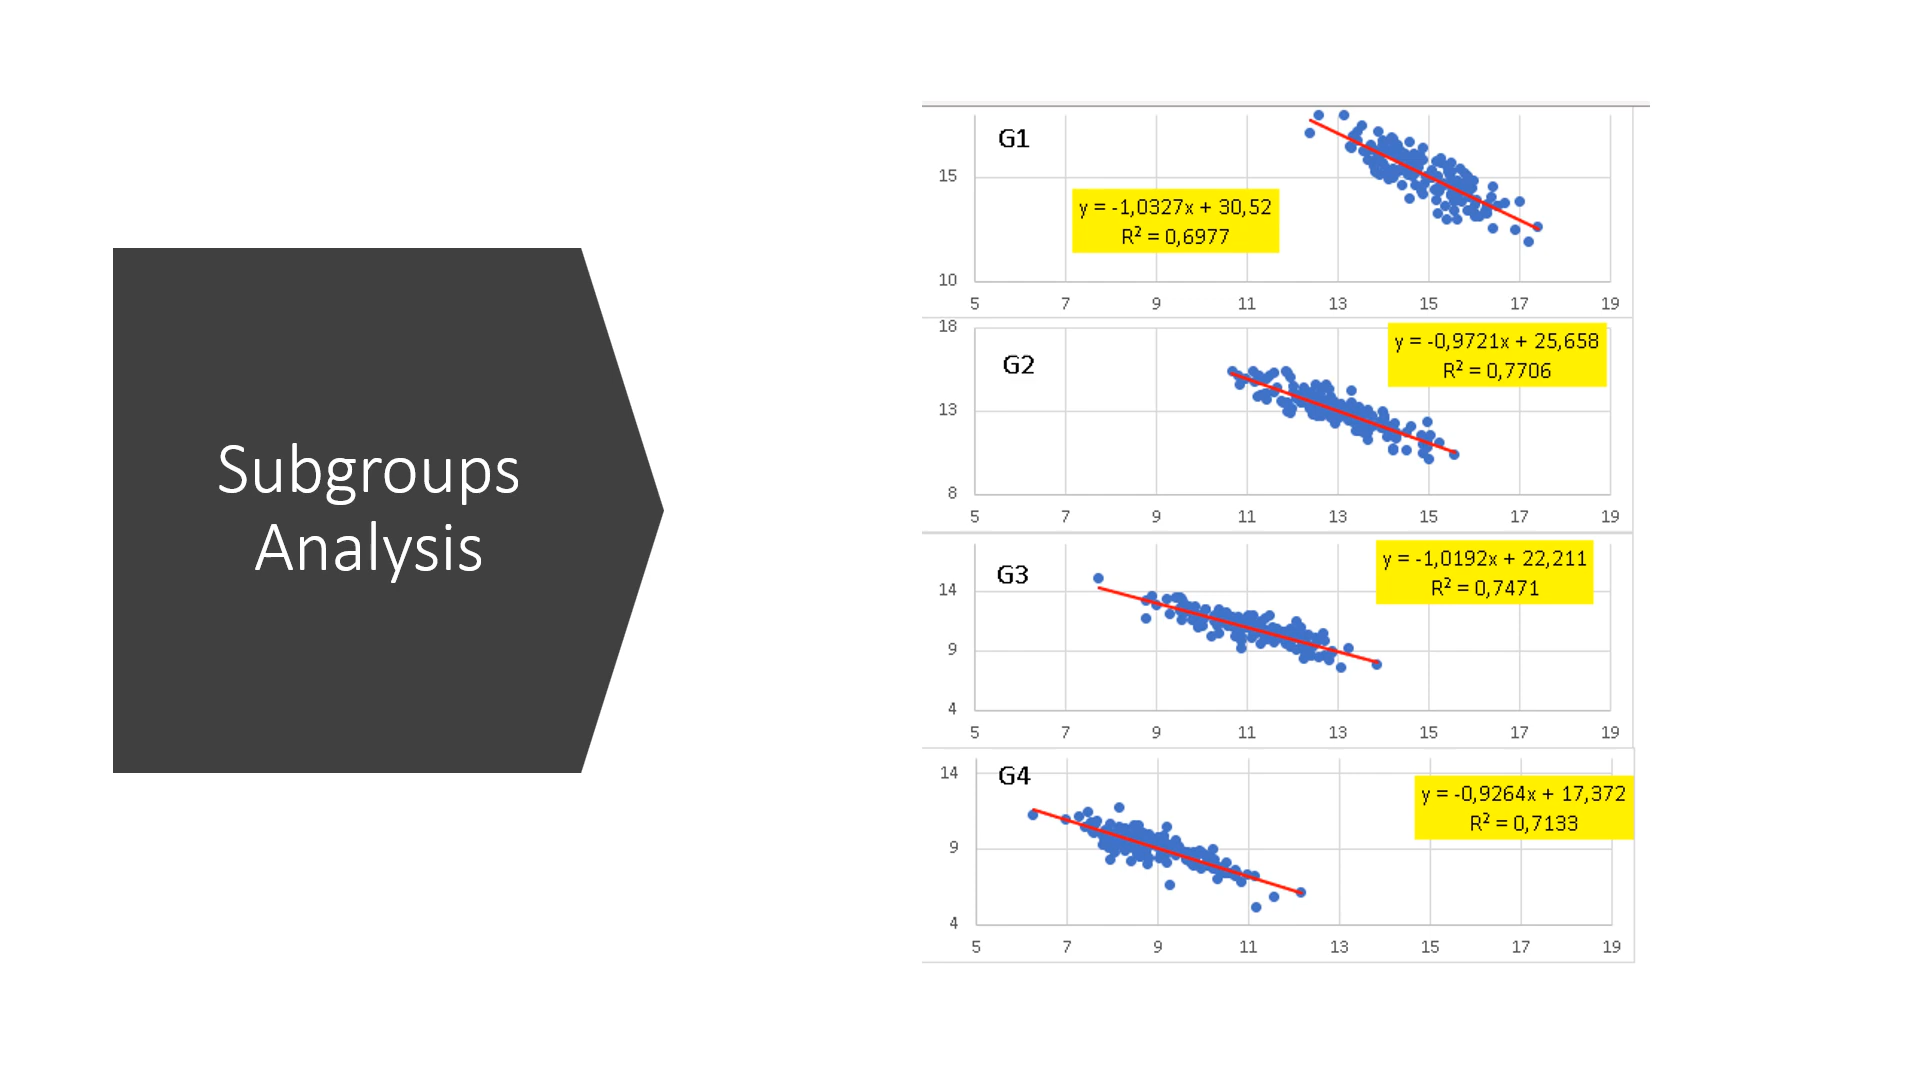 Subgroups
Analysis
G1
15
10
y = -1,0327x + 30,52
R² = 0,6977
5 7 9 11 13 15 17 19
18
13
8
G2
y = -0,9721x + 25,658
R² = 0,7706
5 7 9 11 13 15 17 19
G3
14
9
4
y = -1,0192x + 22,211
R² = 0,7471
5 7 9 11 13 15 17 19
14
9
4
G4
y = -0,9264x + 17,372
R² = 0,7133
5 7 9 11 13 15 17 19